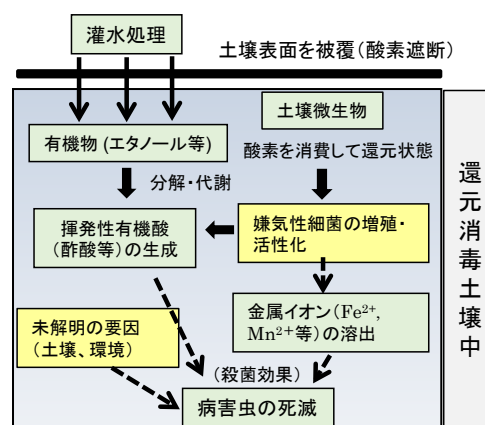 灌水処理
土壌表面を被覆(酸素遮断)
有機物 (エタノール等)
土壌微生物
酸素を消費して還元状態
分解・代謝
揮発性有機酸
(酢酸等)の生成
嫌気性細菌の増殖・
活性化
金属イオン(Fe²⁺,
Mn²⁺等)の溶出
未解明の要因
(土壌、環境)
(殺菌効果)
病害虫の死滅
還元消毒土壌中